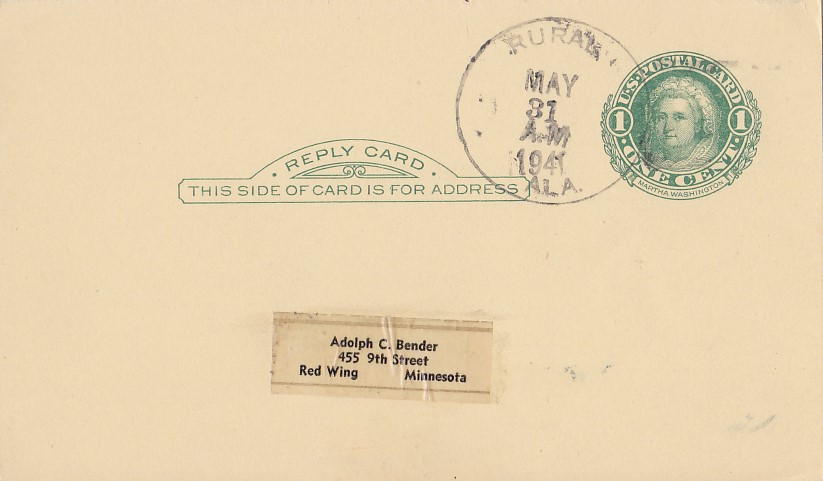 RURAL
MAY
31
A.M
194
ALA.
U·S·POSTAL CARD
1 1
·ONE CENT·
MARTHA WASHINGTON
· REPLY CARD ·
THIS SIDE OF CARD IS FOR ADDRESS
Adolph C. Bender
455 9th Street
Red Wing Minnesota